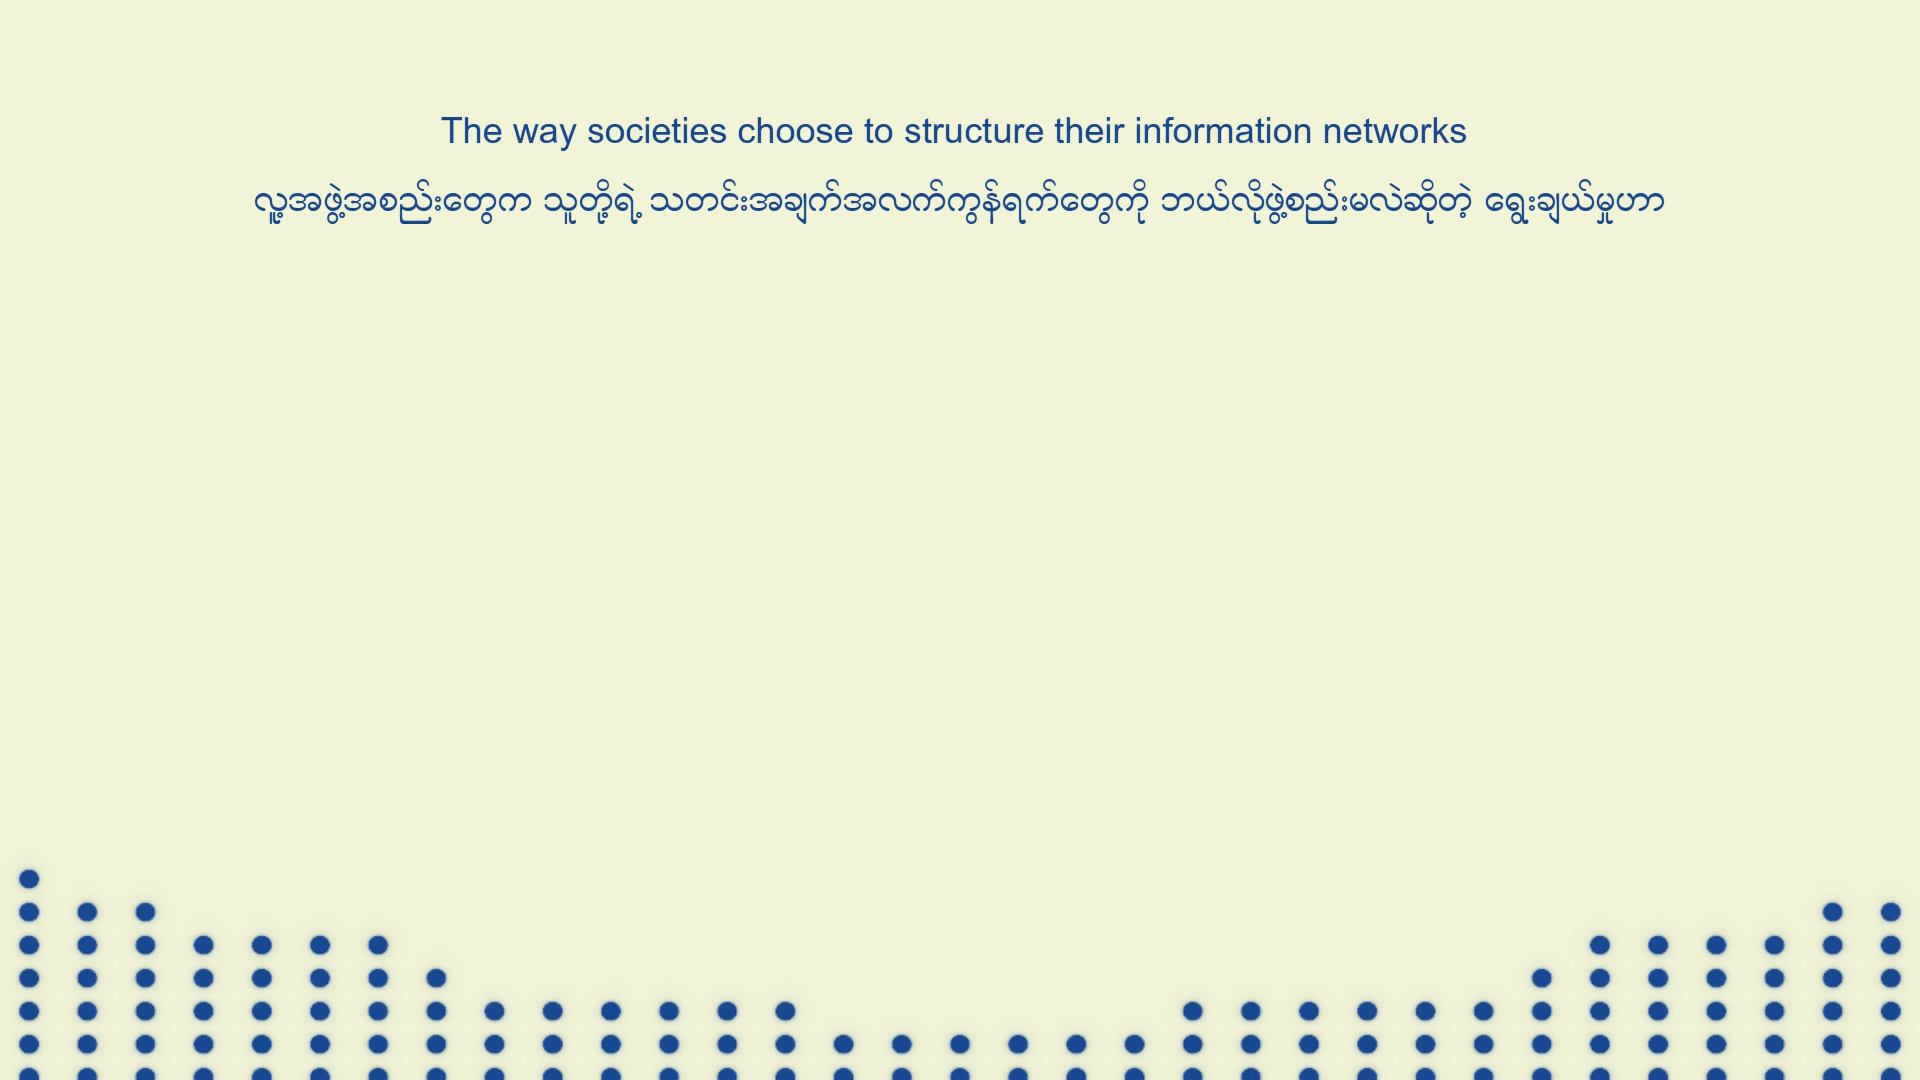 The way societies choose to structure their information networks
လူ့အဖွဲ့အစည်းတွေက သူတို့ရဲ့ သတင်းအချက်အလက်ကွန်ရက်တွေကို ဘယ်လိုဖွဲ့စည်းမလဲဆိုတဲ့ ရွေးချယ်မှုဟာ